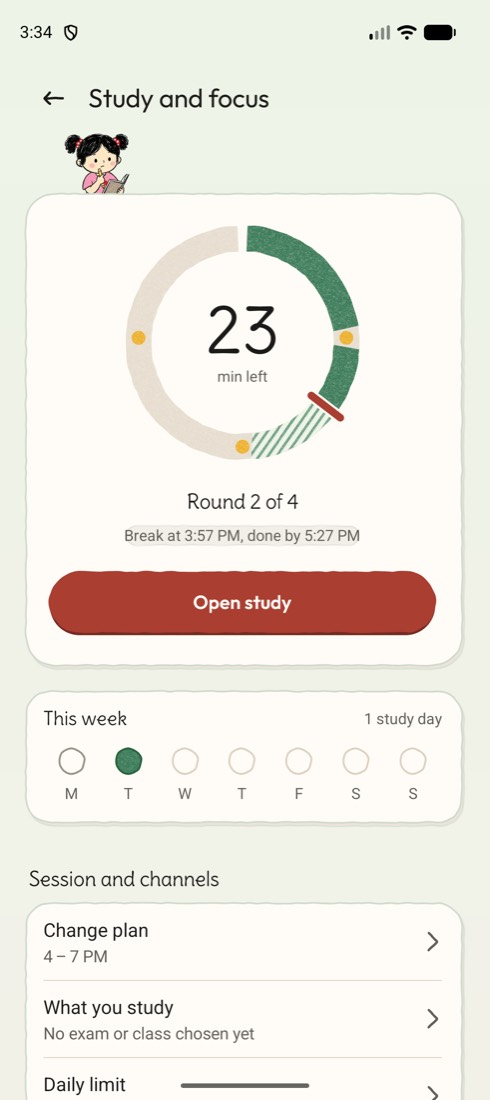 3:34
Study and focus
23
min left
Round 2 of 4
Break at 3:57 PM, done by 5:27 PM
Open study
This week 1 study day
M T W T F S S
Session and channels
Change plan
4 – 7 PM
What you study
No exam or class chosen yet
Daily limit